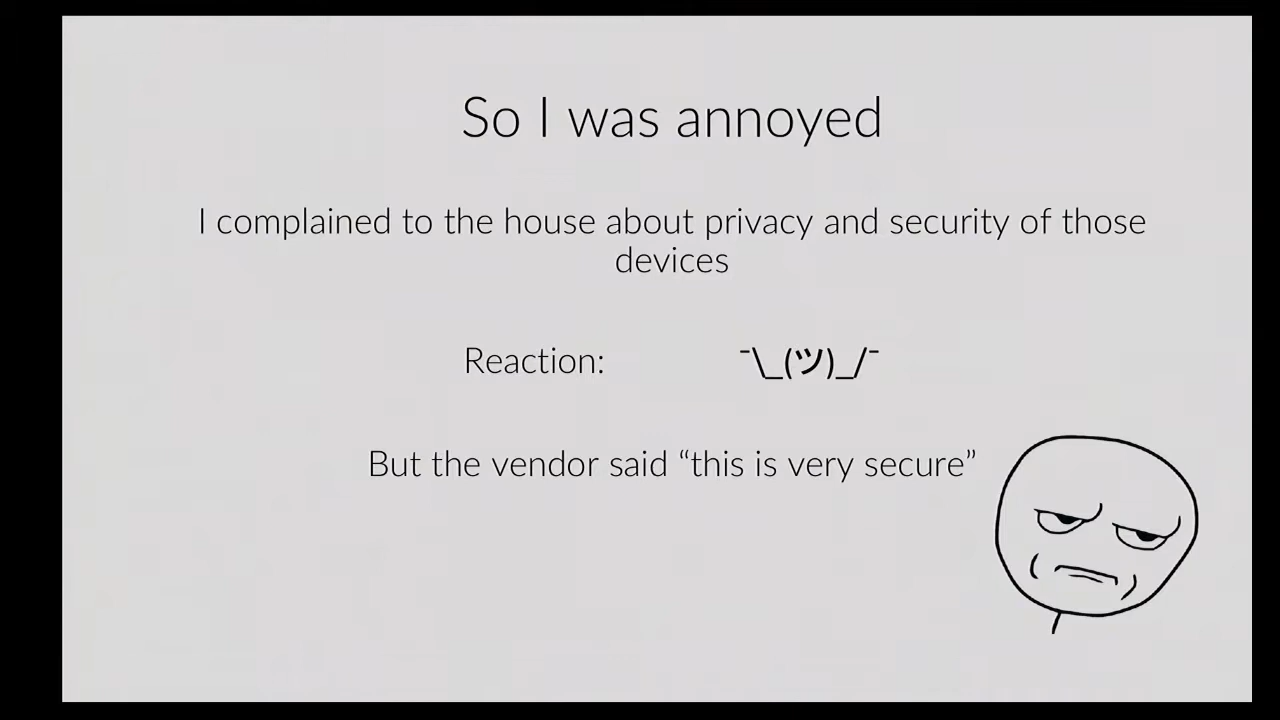 So I was annoyed
I complained to the house about privacy and security of those
devices
Reaction: ¯\_(ツ)_/¯
But the vendor said “this is very secure”